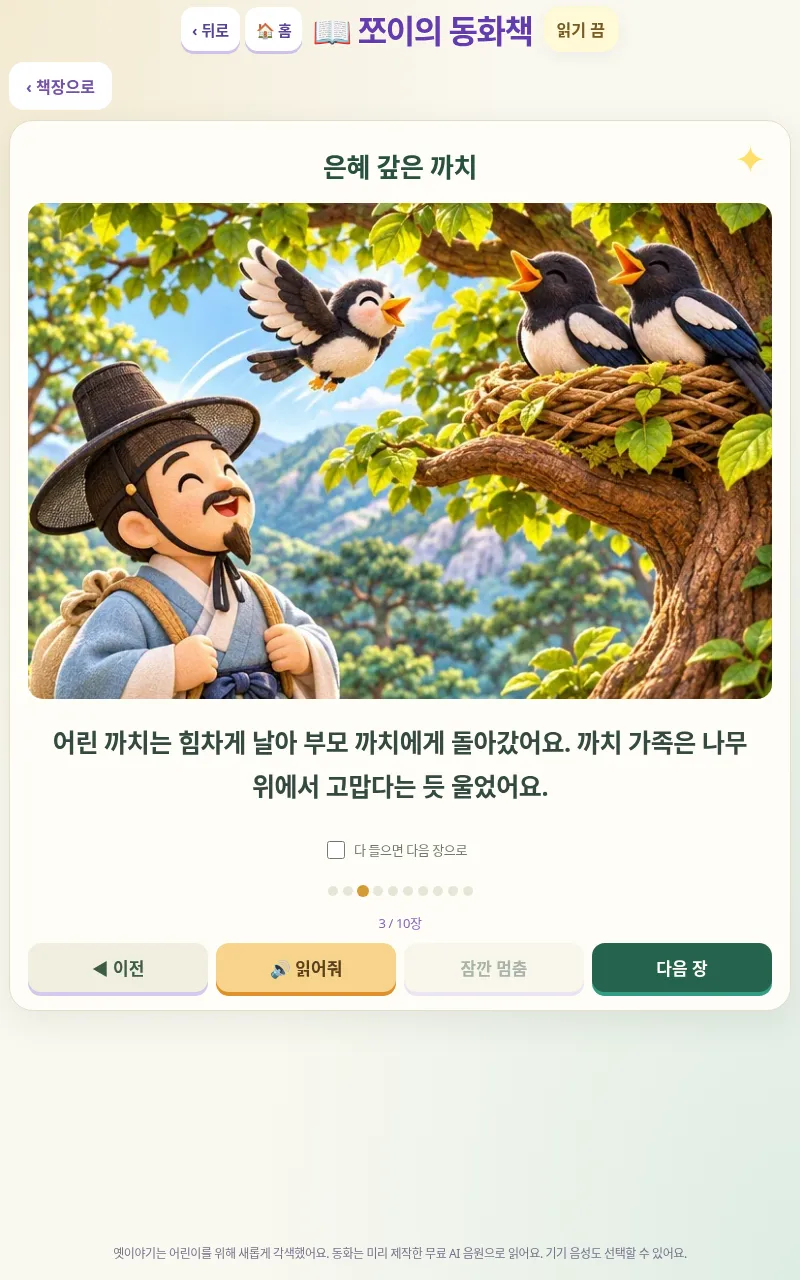 ‹ 뒤로
🏠 홈
📖 쪼이의 동화책
읽기 끝
‹ 책장으로
은혜 갚은 까치
어린 까치는 힘차게 날아 부모 까치에게 돌아갔어요. 까치 가족은 나무
위에서 고맙다는 듯 울었어요.
다 들으면 다음 장으로
3 / 10장
◀ 이전
🔊 읽어줘
잠깐 멈춤
다음 장
옛이야기는 어린이를 위해 새롭게 각색했어요. 동화는 미리 제작한 무료 AI 음원으로 읽어요. 기기 음성도 선택할 수 있어요.